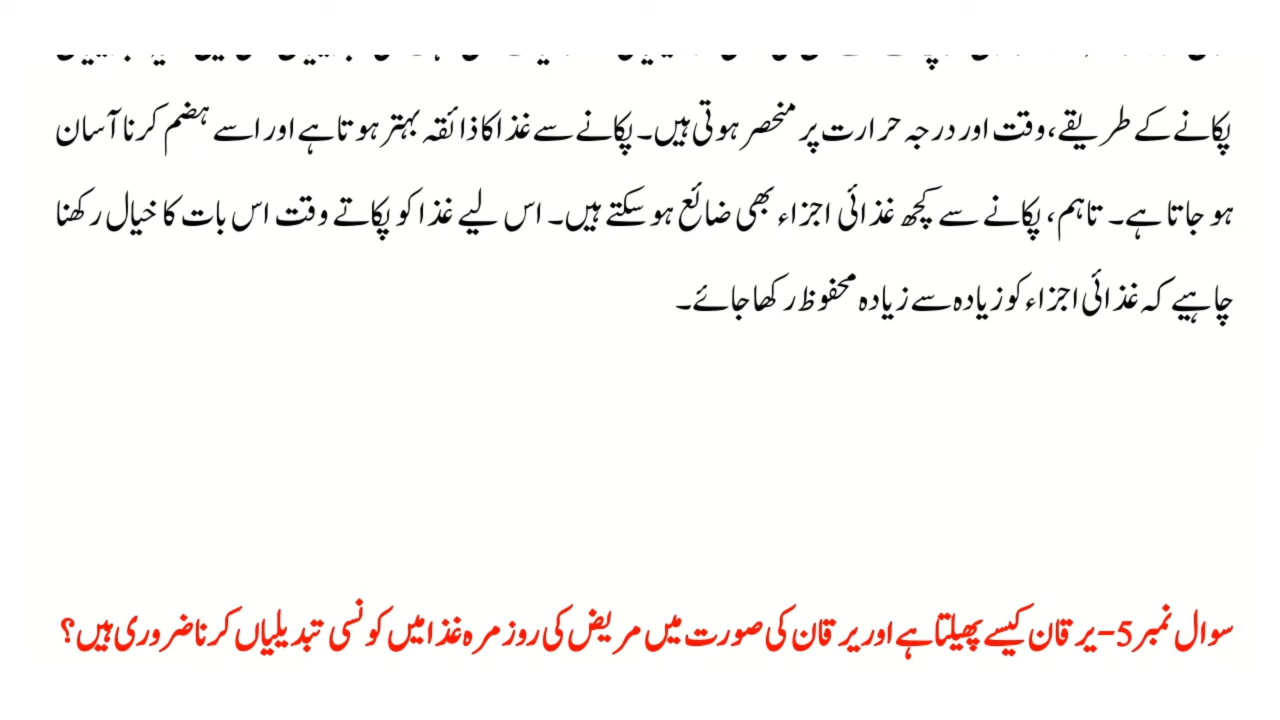 پکانے کے طریقے، وقت اور درجہ حرارت پر منحصر ہوتی ہیں۔ پکانے سے غذا کا ذائقہ بہتر ہوتا ہے اور اسے ہضم کرنا آسان
ہو جاتا ہے۔ تاہم، پکانے سے کچھ غذائی اجزاء بھی ضائع ہو سکتے ہیں۔ اس لیے غذا کو پکاتے وقت اس بات کا خیال رکھنا
چاہیے کہ غذائی اجزاء کو زیادہ سے زیادہ محفوظ رکھا جائے۔
سوال نمبر 5- یرقان کیسے پھیلتا ہے اور یرقان کی صورت میں مریض کی روزمرہ غذا میں کونسی تبدیلیاں کرنا ضروری ہیں؟